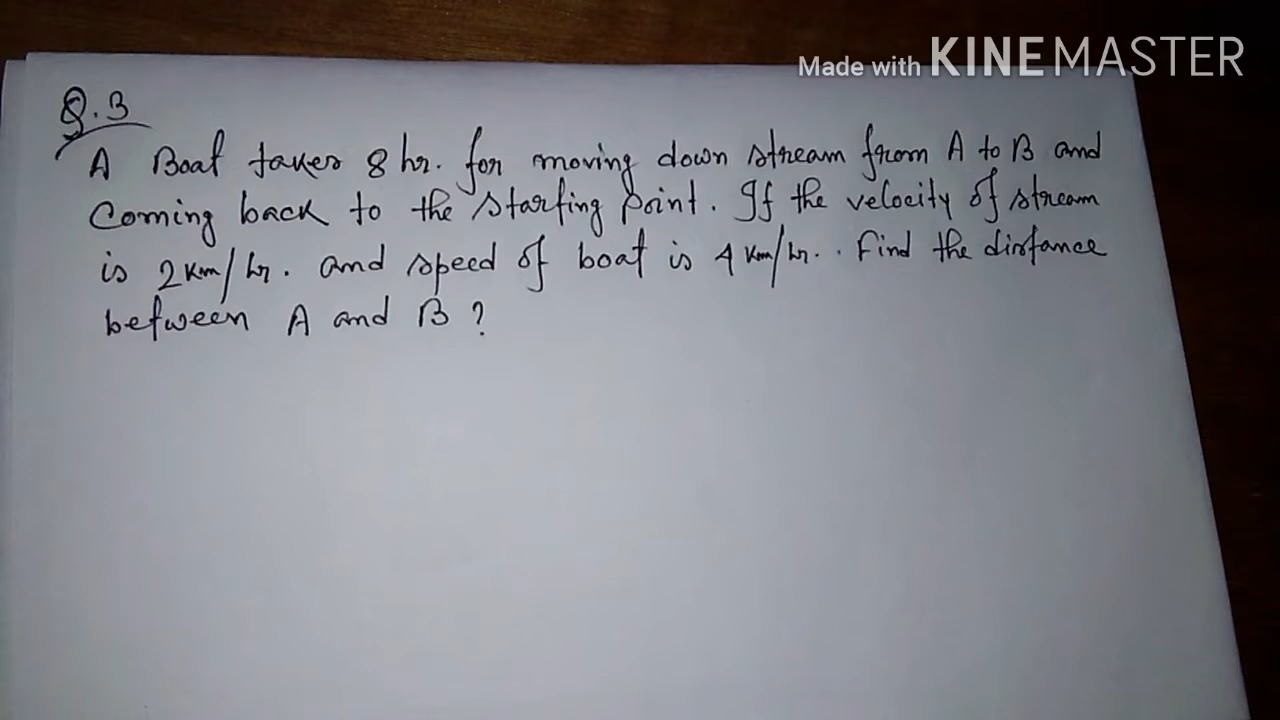 Made with KINEMASTER
Q.3
A Boat takes 8 hr. for moving down stream from A to B and
Coming back to the starting point. If the velocity of stream
is 2 km/hr. and speed of boat is 4 km/hr.. Find the distance
between A and B ?